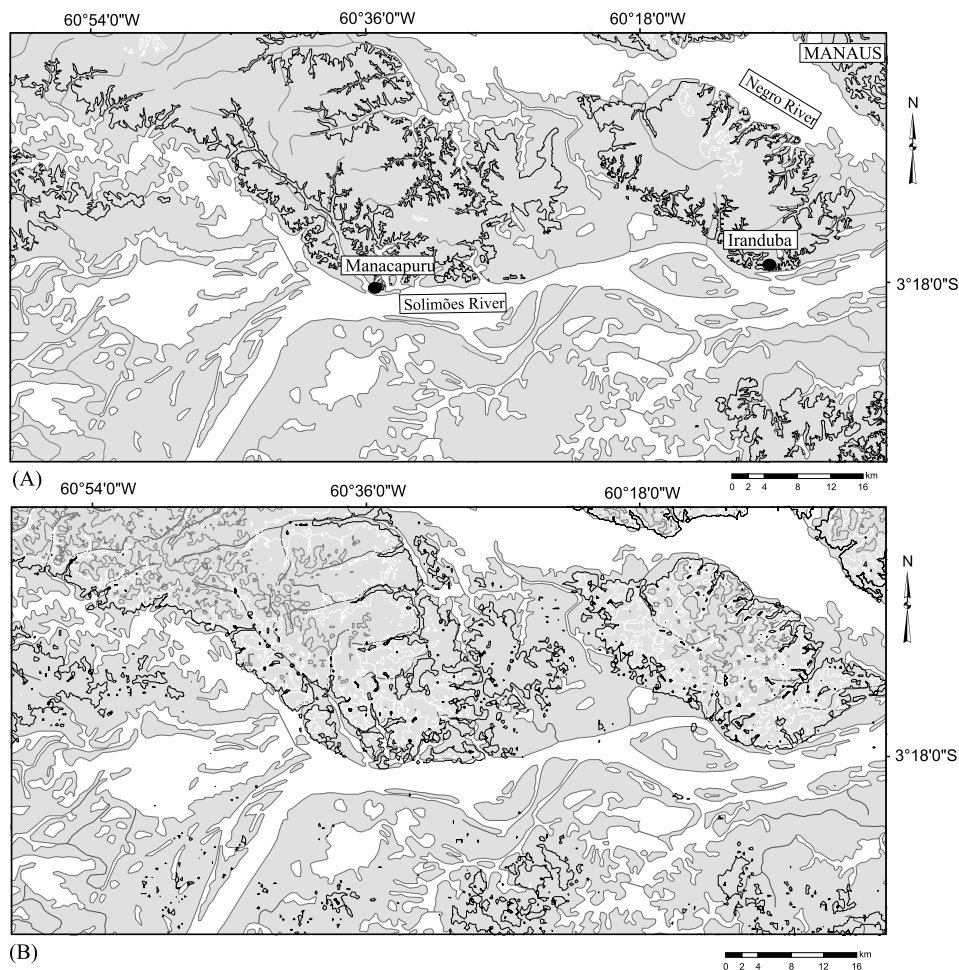 60°54'0"W 60°36'0"W 60°18'0"W
MANAUS
Negro River
N
Iranduba
Manacapuru
3°18'0"S
Solimões River
(A)
km
0 2 4 8 12 16
60°54'0"W 60°36'0"W 60°18'0"W
N
3°18'0"S
(B)
km
0 2 4 8 12 16